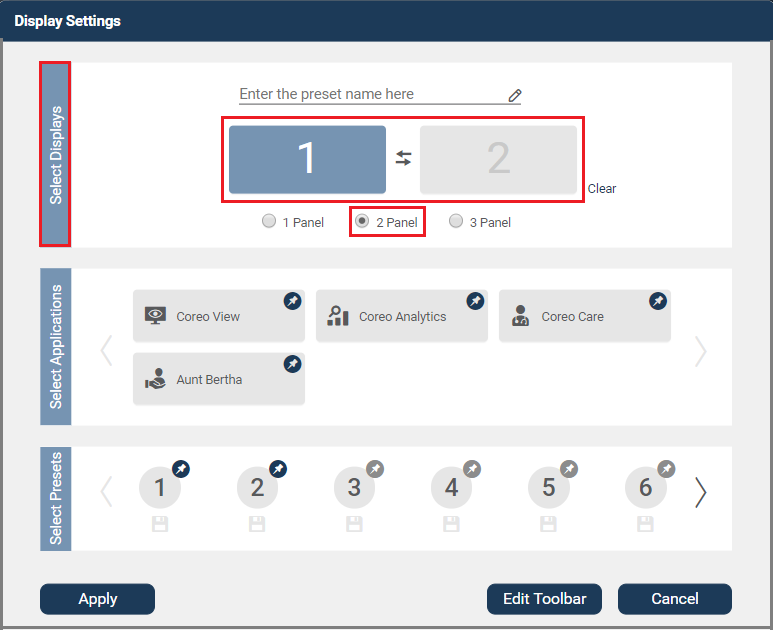 Display Settings
Select Displays
Enter the preset name here
1
2
Clear
1 Panel
2 Panel
3 Panel
Select Applications
Coreo View
Coreo Analytics
Coreo Care
Aunt Bertha
Select Presets
1
2
3
4
5
6
Apply
Edit Toolbar
Cancel